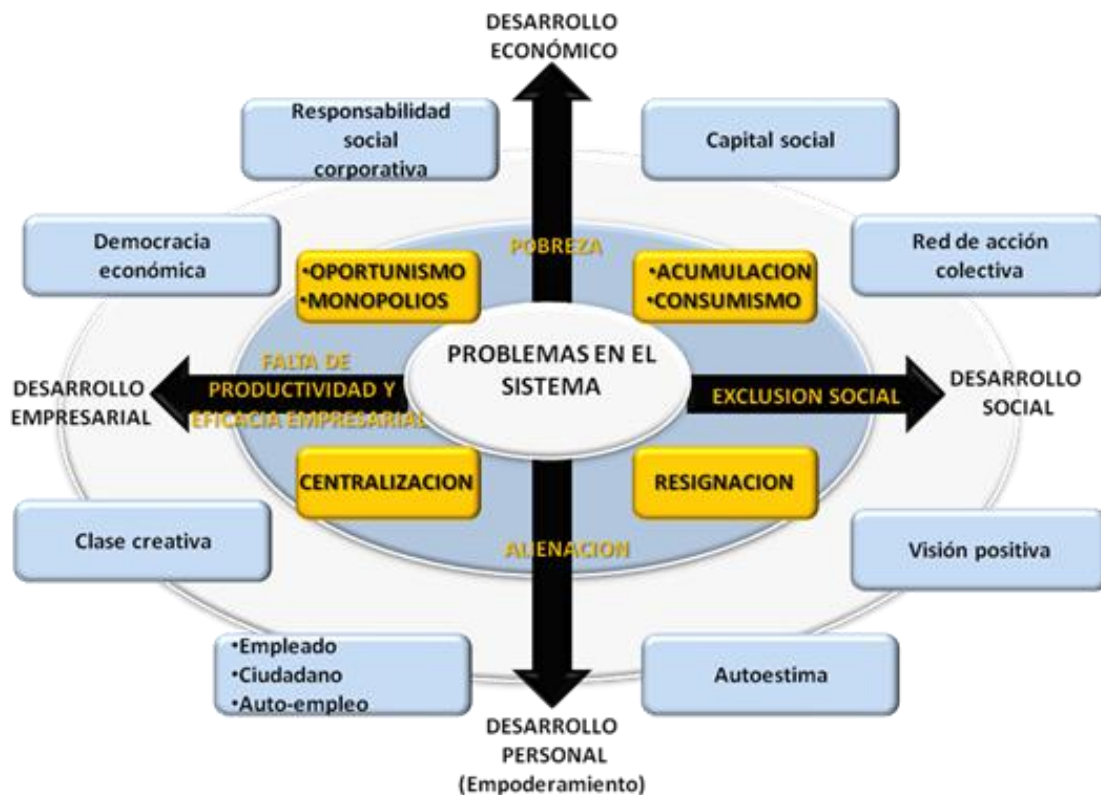 DESARROLLO
ECONÓMICO
Responsabilidad
social
corporativa
Capital social
Democracia
económica
Red de acción
colectiva
POBREZA
•OPORTUNISMO
•MONOPOLIOS
•ACUMULACION
•CONSUMISMO
PROBLEMAS EN EL
SISTEMA
DESARROLLO
EMPRESARIAL
FALTA DE
PRODUCTIVIDAD Y
EFICACIA EMPRESARIAL
EXCLUSION SOCIAL
DESARROLLO
SOCIAL
CENTRALIZACION
RESIGNACION
Clase creativa
ALIENACION
Visión positiva
•Empleado
•Ciudadano
•Auto-empleo
Autoestima
DESARROLLO
PERSONAL
(Empoderamiento)